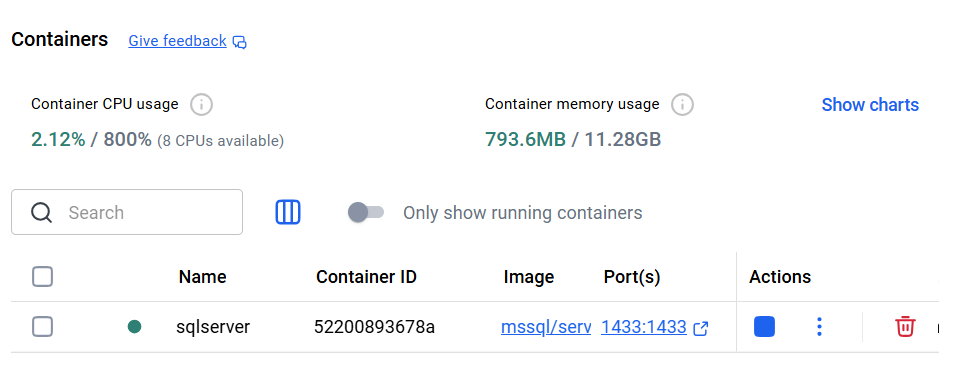 Containers Give feedback
Container CPU usage Container memory usage Show charts
2.12% / 800% (8 CPUs available) 793.6MB / 11.28GB
Search Only show running containers
Name Container ID Image Port(s) Actions
sqlserver 52200893678a mssql/serv 1433:1433